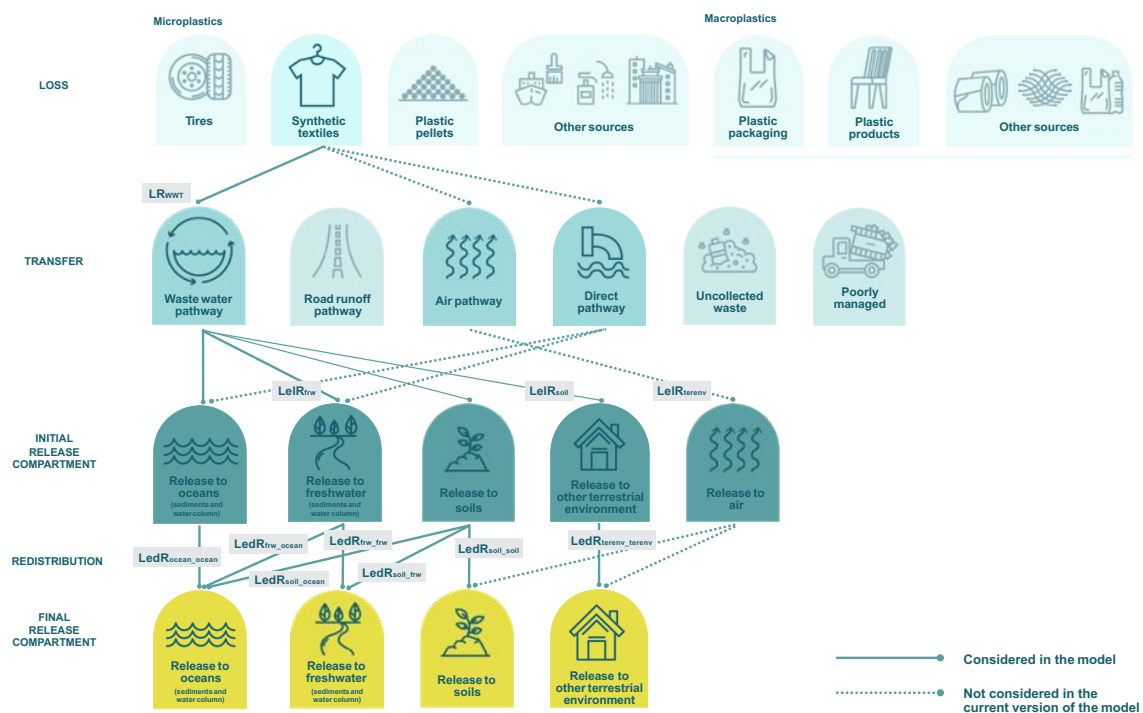 Microplastics
Macroplastics
LOSS
Tires
Synthetic
textiles
Plastic
pellets
Other sources
Plastic
packaging
Plastic
products
Other sources
LRWWT
TRANSFER
Waste water
pathway
Road runoff
pathway
Air pathway
Direct
pathway
Uncollected
waste
Poorly
managed
LeIRfrw
LeIRsoil
LeIRterenv
INITIAL
RELEASE
COMPARTMENT
Release to
oceans
(sediments and
water column)
Release to
freshwater
(sediments and
water column)
Release to
soils
Release to
other terrestrial
environment
Release to
air
REDISTRIBUTION
LedRocean_ocean
LedRfrw_ocean
LedRfrw_frw
LedRsoil_ocean
LedRsoil_frw
LedRsoil_soil
LedRterenv_terenv
FINAL
RELEASE
COMPARTMENT
Release to
oceans
(sediments and
water column)
Release to
freshwater
(sediments and
water column)
Release to
soils
Release to
other terrestrial
environment
Considered in the model
Not considered in the
current version of the model